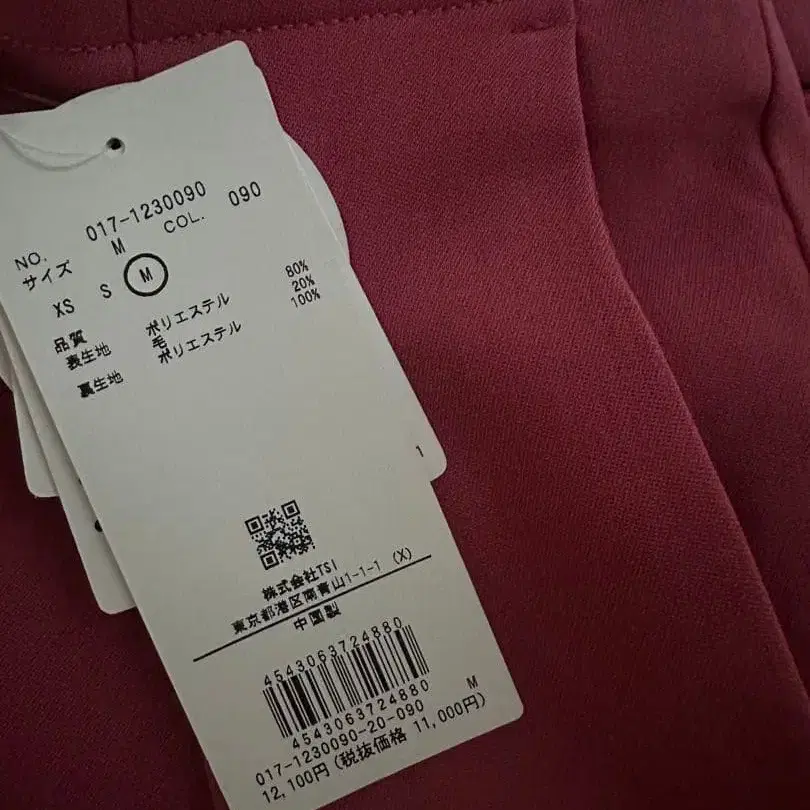 NO. 017-1230090 COL. 090
サイズ M
XS S M
品質
表生地 ポリエステル 80%
毛 20%
裏生地 ポリエステル 100%
1
株式会社TSI
東京都港区南青山1-1-1 (X)
中国製
4543063724880
4543063724880
017-1230090-20-090 M
12,100円(税抜価格 11,000円)